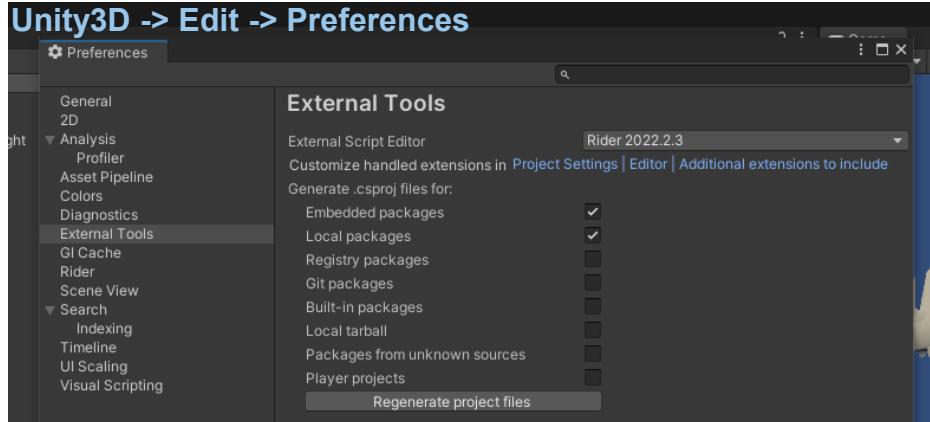 Unity3D -> Edit -> Preferences
Preferences
General
2D
Analysis
Profiler
Asset Pipeline
Colors
Diagnostics
External Tools
GI Cache
Rider
Scene View
Search
Indexing
Timeline
UI Scaling
Visual Scripting
External Tools
External Script Editor Rider 2022.2.3
Customize handled extensions in Project Settings | Editor | Additional extensions to include
Generate .csproj files for:
Embedded packages
Local packages
Registry packages
Git packages
Built-in packages
Local tarball
Packages from unknown sources
Player projects
Regenerate project files